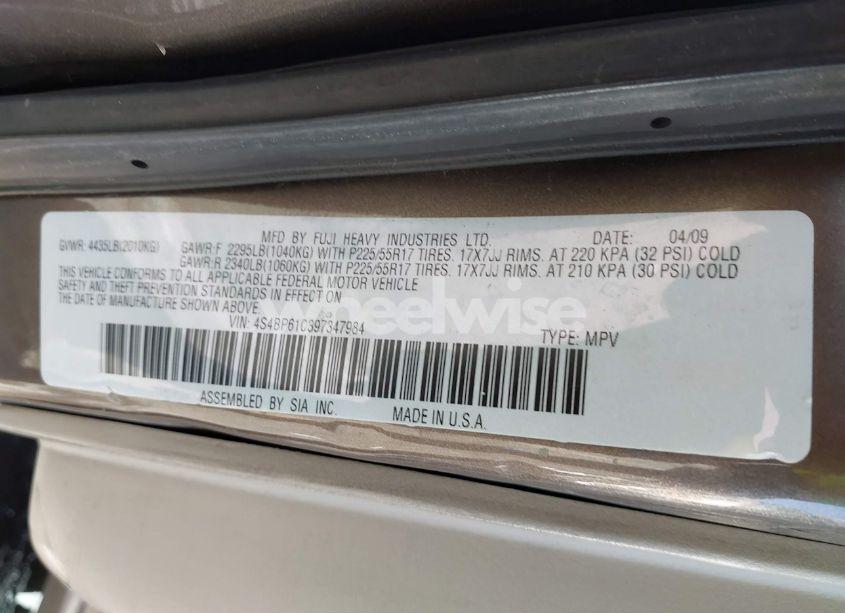 MFD BY FUJI HEAVY INDUSTRIES LTD. DATE: 04/09
GVWR: 4435LB(2010KG) GAWR:F 2295LB(1040KG) WITH P225/55R17 TIRES. 17X7JJ RIMS. AT 220 KPA (32 PSI) COLD
GAWR:R 2340LB(1060KG) WITH P225/55R17 TIRES. 17X7JJ RIMS. AT 210 KPA (30 PSI) COLD
THIS VEHICLE CONFORMS TO ALL APPLICABLE FEDERAL MOTOR VEHICLE
SAFETY AND THEFT PREVENTION STANDARDS IN EFFECT ON
THE DATE OF MANUFACTURE SHOWN ABOVE.
VIN: 4S4BP61C397347984 TYPE: MPV
ASSEMBLED BY SIA INC. MADE IN U.S.A.
wheelwise